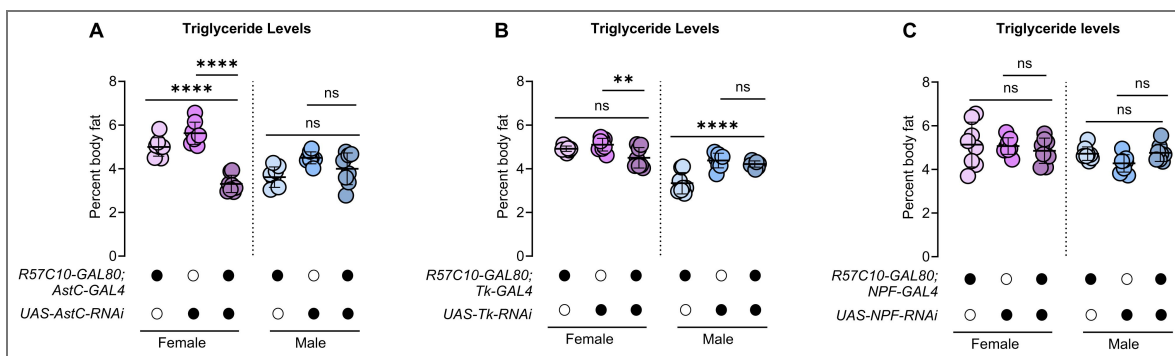 A
Triglyceride Levels
****
****
ns
ns
Percent body fat
8
6
4
2
0
R57C10-GAL80;
AstC-GAL4
UAS-AstC-RNAi
Female
Male
B
Triglyceride Levels
**
ns
ns
****
Percent body fat
8
6
4
2
0
R57C10-GAL80;
Tk-GAL4
UAS-Tk-RNAi
Female
Male
C
Triglyceride levels
ns
ns
ns
ns
Percent body fat
8
6
4
2
0
R57C10-GAL80;
NPF-GAL4
UAS-NPF-RNAi
Female
Male